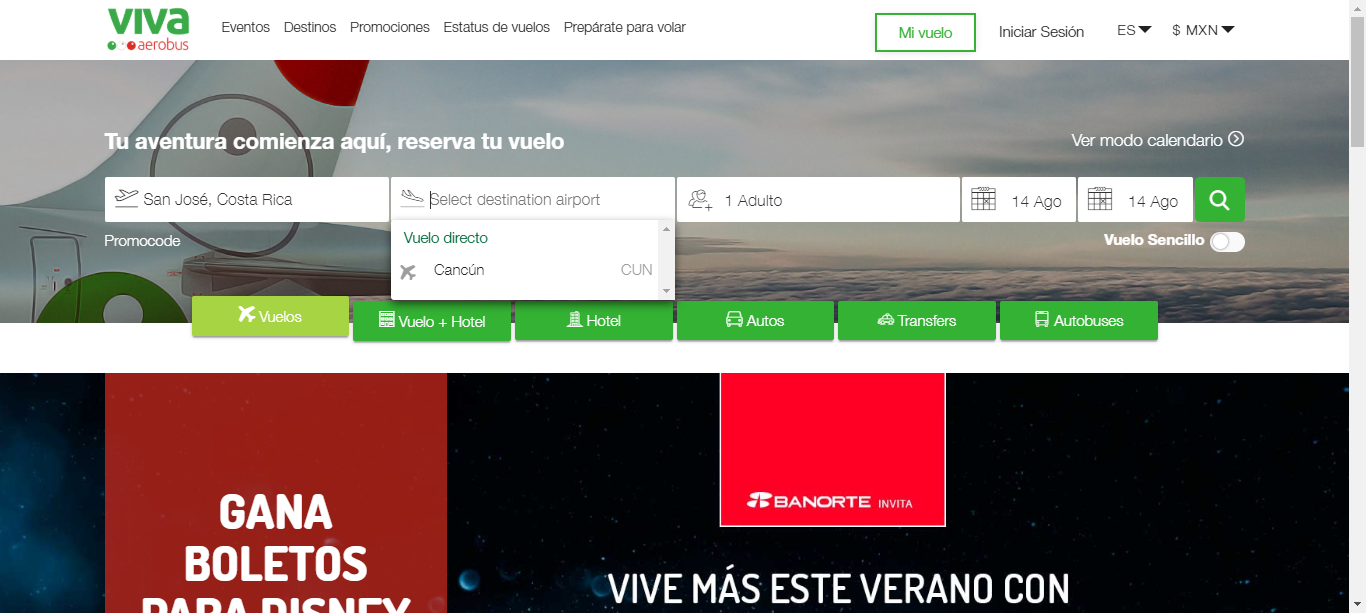 viva
aerobus
Eventos Destinos Promociones Estatus de vuelos Prepárate para volar
Mi vuelo
Iniciar Sesión
ES
$ MXN
Tu aventura comienza aquí, reserva tu vuelo
Ver modo calendario
San José, Costa Rica
Select destination airport
1 Adulto
14 Ago
14 Ago
Promocode
Vuelo directo
Cancún CUN
Vuelo Sencillo
Vuelos
Vuelo + Hotel
Hotel
Autos
Transfers
Autobuses
GANA
BOLETOS
PARA DISNEY
BANORTE INVITA
VIVE MÁS ESTE VERANO CON